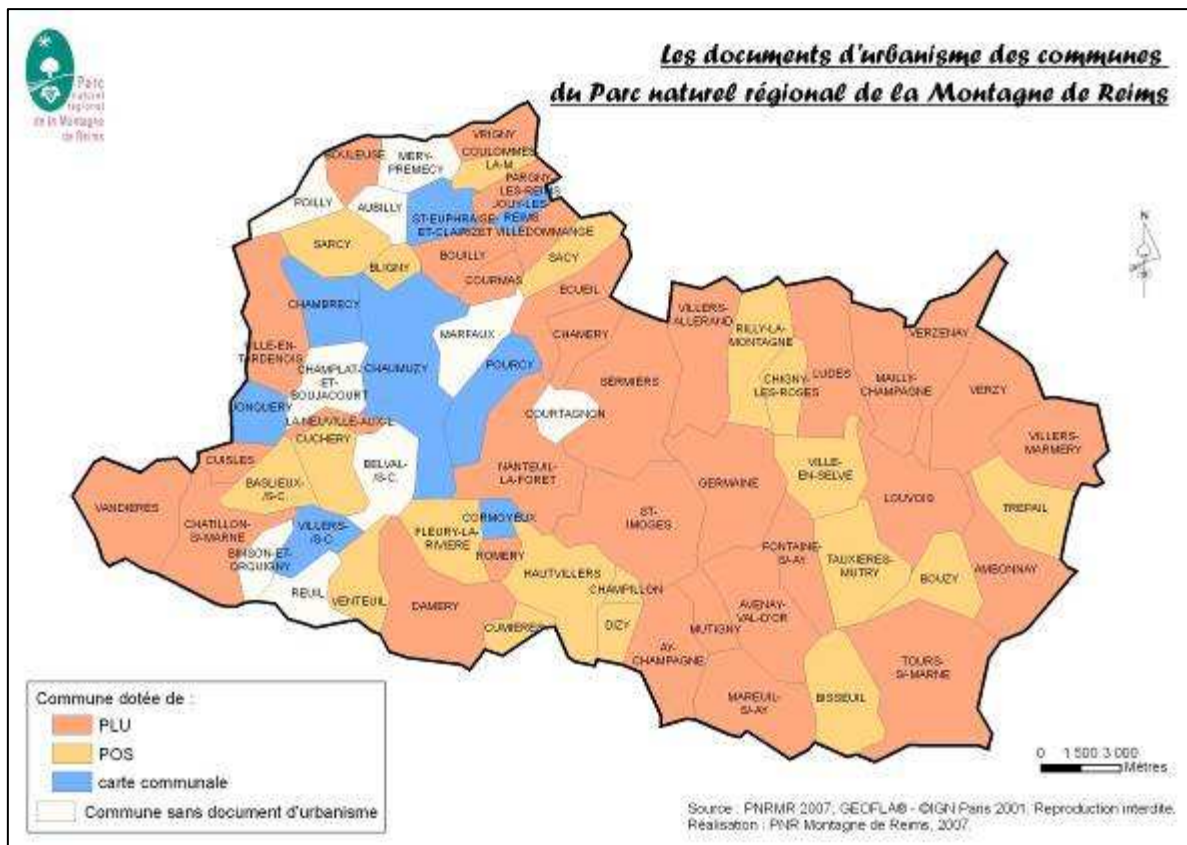 Parc
naturel
régional
de la Montagne
de Reims
Les documents d'urbanisme des communes
du Parc naturel régional de la Montagne de Reims
VRIGNY
BOULEUSE
MERY-
PREMECY
COULOMMES
LA-M.
PARGNY-
LES-REIMS
JOUY-LES
REIMS
POILLY
AUBILLY
ST-EUPHRAISE-
ET-CLAIRIZET
VILLEDOMMANGE
SARCY
BLIGNY
BOUILLY
COURMAS
SACY
ECUEIL
CHAMBRECY
VILLE-EN-
TARDENOIS
CHAMPLAT-
ET-
BOUJACOURT
CHAUMUZY
MARFAUX
POURCY
CHAMERY
SERMIERS
COURTAGNON
VILLERS-
ALLERAND
RILLY-LA-
MONTAGNE
CHIGNY-
LES-ROSES
LUDES
MAILLY-
CHAMPAGNE
VERZENAY
VERZY
VILLERS-
MARMERY
JONQUERY
LA-NEUVILLE-AUX-L.
CUCHERY
CUISLES
BASLIEUX-
/S-C.
BELVAL-
/S-C.
NANTEUIL-
LA-FORET
GERMAINE
VILLE-
EN-SELVE
LOUVOIS
TREPAIL
VANDIERES
CHATILLON-
S/-MARNE
VILLERS-
/S-C.
BINSON-ET-
ORQUIGNY
REUIL
VENTEUIL
FLEURY-LA-
RIVIERE
CORMOYEUX
ROMERY
ST-
IMOGES
FONTAINE-
S/-AY
TAUXIERES-
MUTRY
BOUZY
AMBONNAY
DAMERY
HAUTVILLERS
CHAMPILLON
CUMIERES
DIZY
AY-
CHAMPAGNE
MUTIGNY
AVENAY-
VAL-D'OR
MAREUIL-
S/-AY
BISSEUIL
TOURS-
S/-MARNE
N
Commune dotée de :
PLU
POS
carte communale
Commune sans document d'urbanisme
0 1 500 3 000
Mètres
Source : PNRMR 2007, GEOFLA® - ©IGN Paris 2001. Reproduction interdite.
Réalisation : PNR Montagne de Reims, 2007.